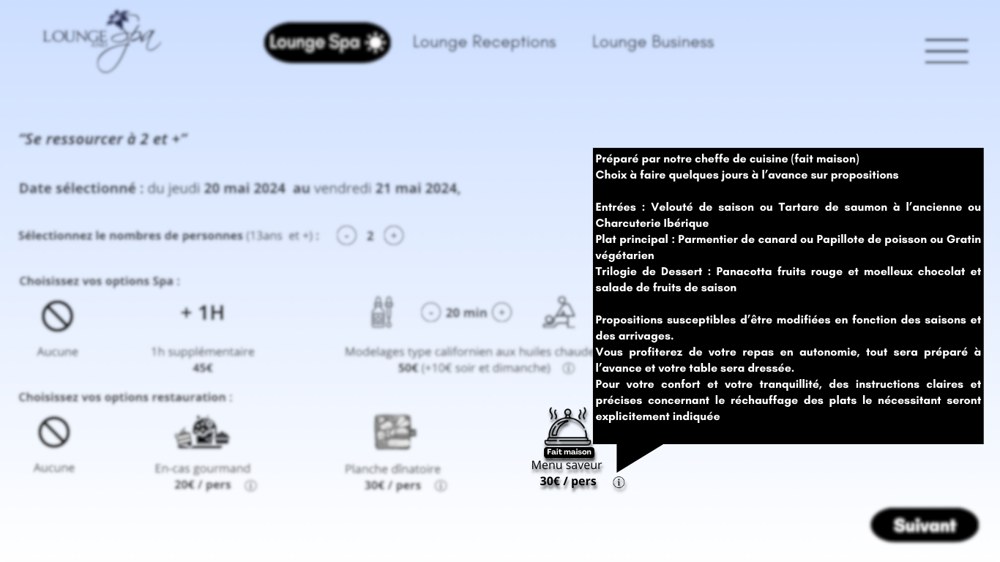 LOUNGE Spa
Lounge Spa
Lounge Receptions
Lounge Business
“Se ressourcer à 2 et +”
Date sélectionné : du jeudi 20 mai 2024 au vendredi 21 mai 2024,
Sélectionnez le nombres de personnes (13ans et +) :
- 2 +
Choisissez vos options Spa :
+ 1H
- 20 min +
Aucune
1h supplémentaire
45€
Modelages type californien aux huiles chaude
50€ (+10€ soir et dimanche) i
Choisissez vos options restauration :
Aucune
En-cas gourmand
20€ / pers i
Planche dînatoire
30€ / pers i
Fait maison
Menu saveur
30€ / pers i
Préparé par notre cheffe de cuisine (fait maison)
Choix à faire quelques jours à l’avance sur propositions
Entrées : Velouté de saison ou Tartare de saumon à l’ancienne ou
Charcuterie Ibérique
Plat principal : Parmentier de canard ou Papillote de poisson ou Gratin
végétarien
Trilogie de Dessert : Panacotta fruits rouge et moelleux chocolat et
salade de fruits de saison
Propositions susceptibles d’être modifiées en fonction des saisons et
des arrivages.
Vous profiterez de votre repas en autonomie, tout sera préparé à
l’avance et votre table sera dressée.
Pour votre confort et votre tranquillité, des instructions claires et
précises concernant le réchauffage des plats le nécessitant seront
explicitement indiquée
Suivant